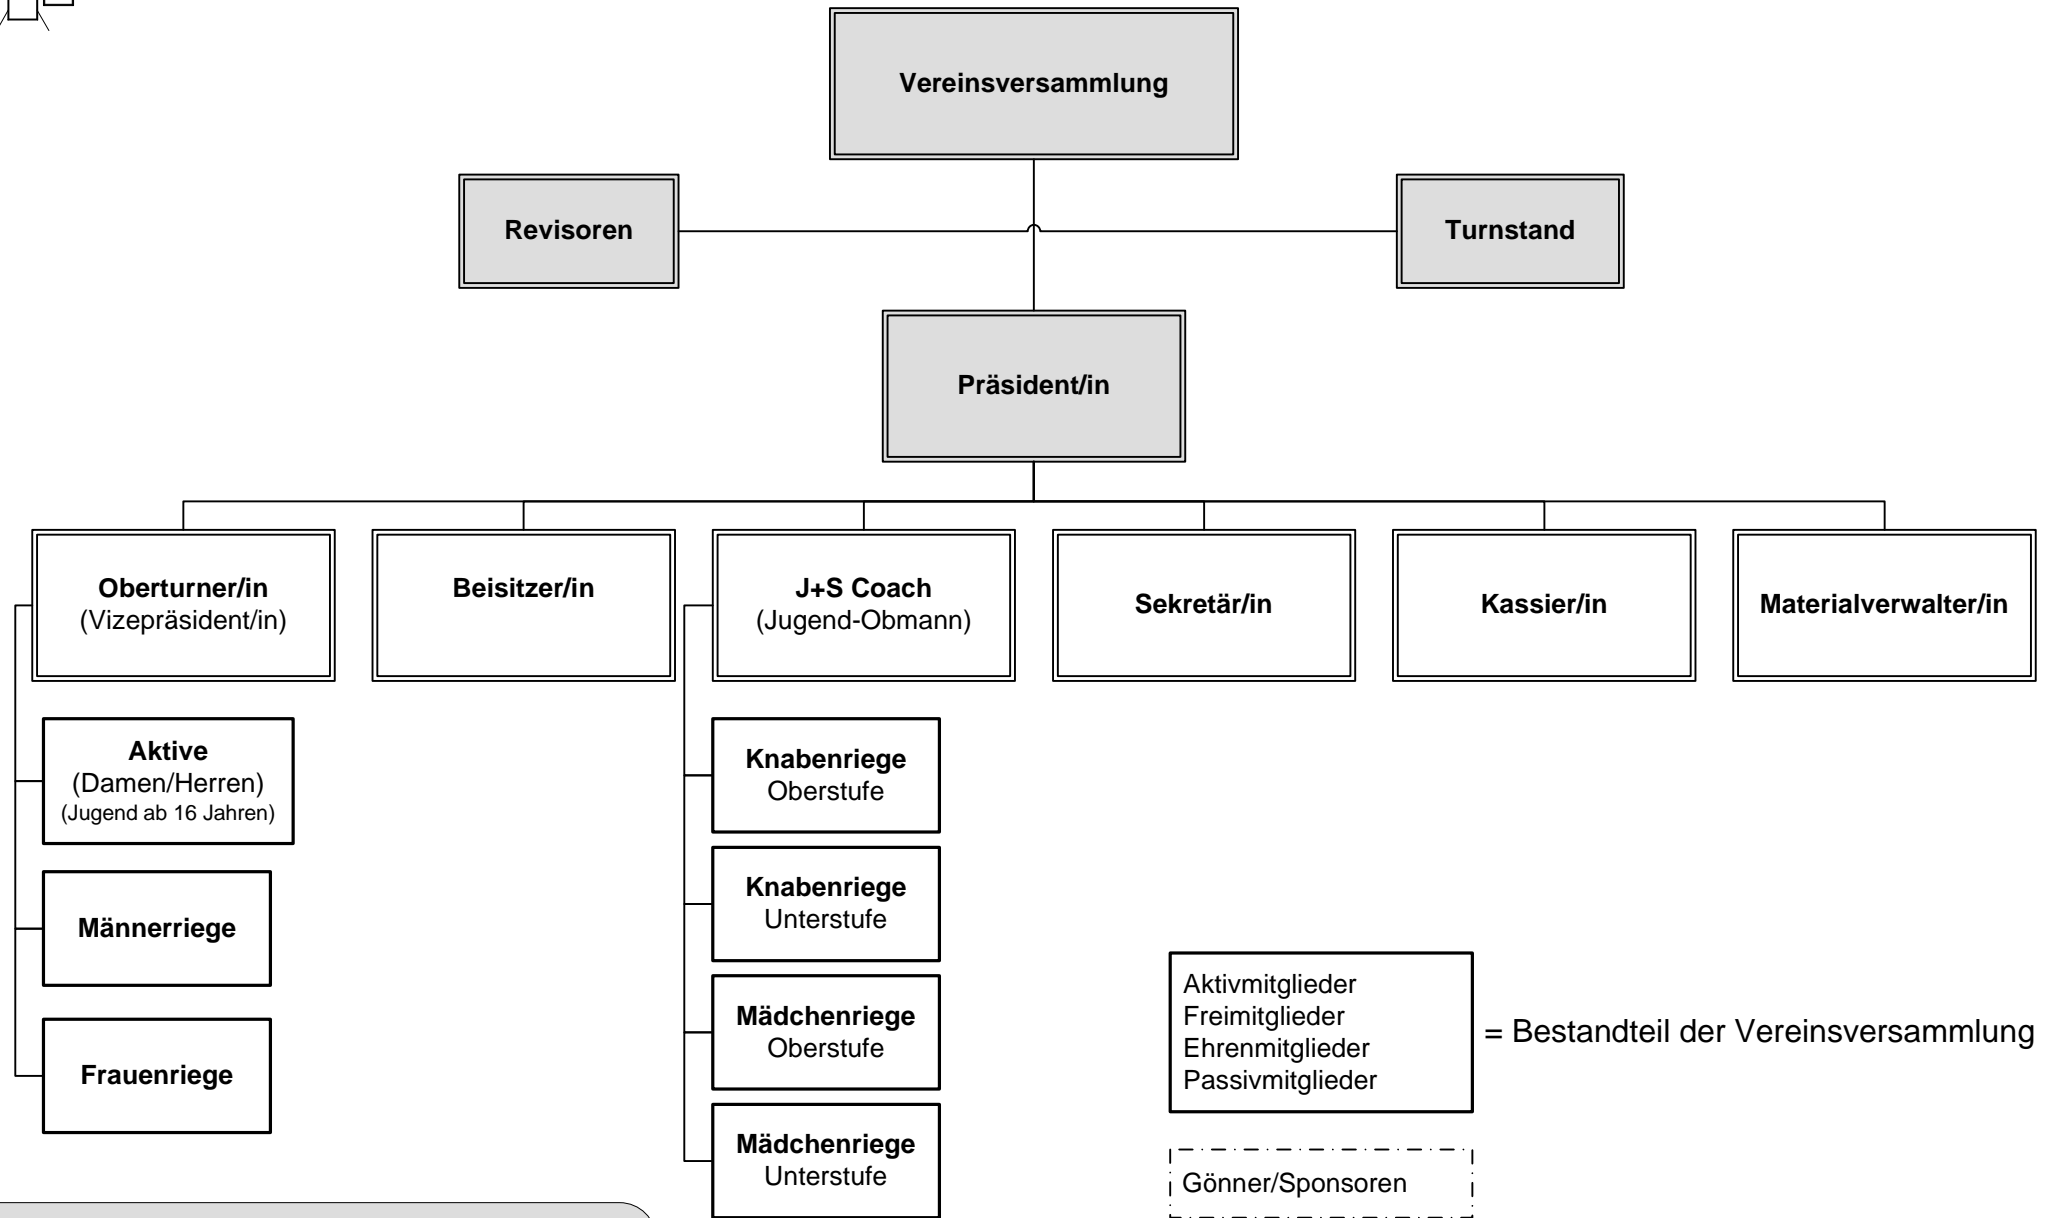 Vereinsversammlung
Revisoren
Turnstand
Präsident/in
Oberturner/in
(Vizepräsident/in)
Beisitzer/in
J+S Coach
(Jugend-Obmann)
Sekretär/in
Kassier/in
Materialverwalter/in
Aktive
(Damen/Herren)
(Jugend ab 16 Jahren)
Männerriege
Frauenriege
Knabenriege
Oberstufe
Knabenriege
Unterstufe
Mädchenriege
Oberstufe
Mädchenriege
Unterstufe
Aktivmitglieder
Freimitglieder
Ehrenmitglieder
Passivmitglieder
= Bestandteil der Vereinsversammlung
Gönner/Sponsoren